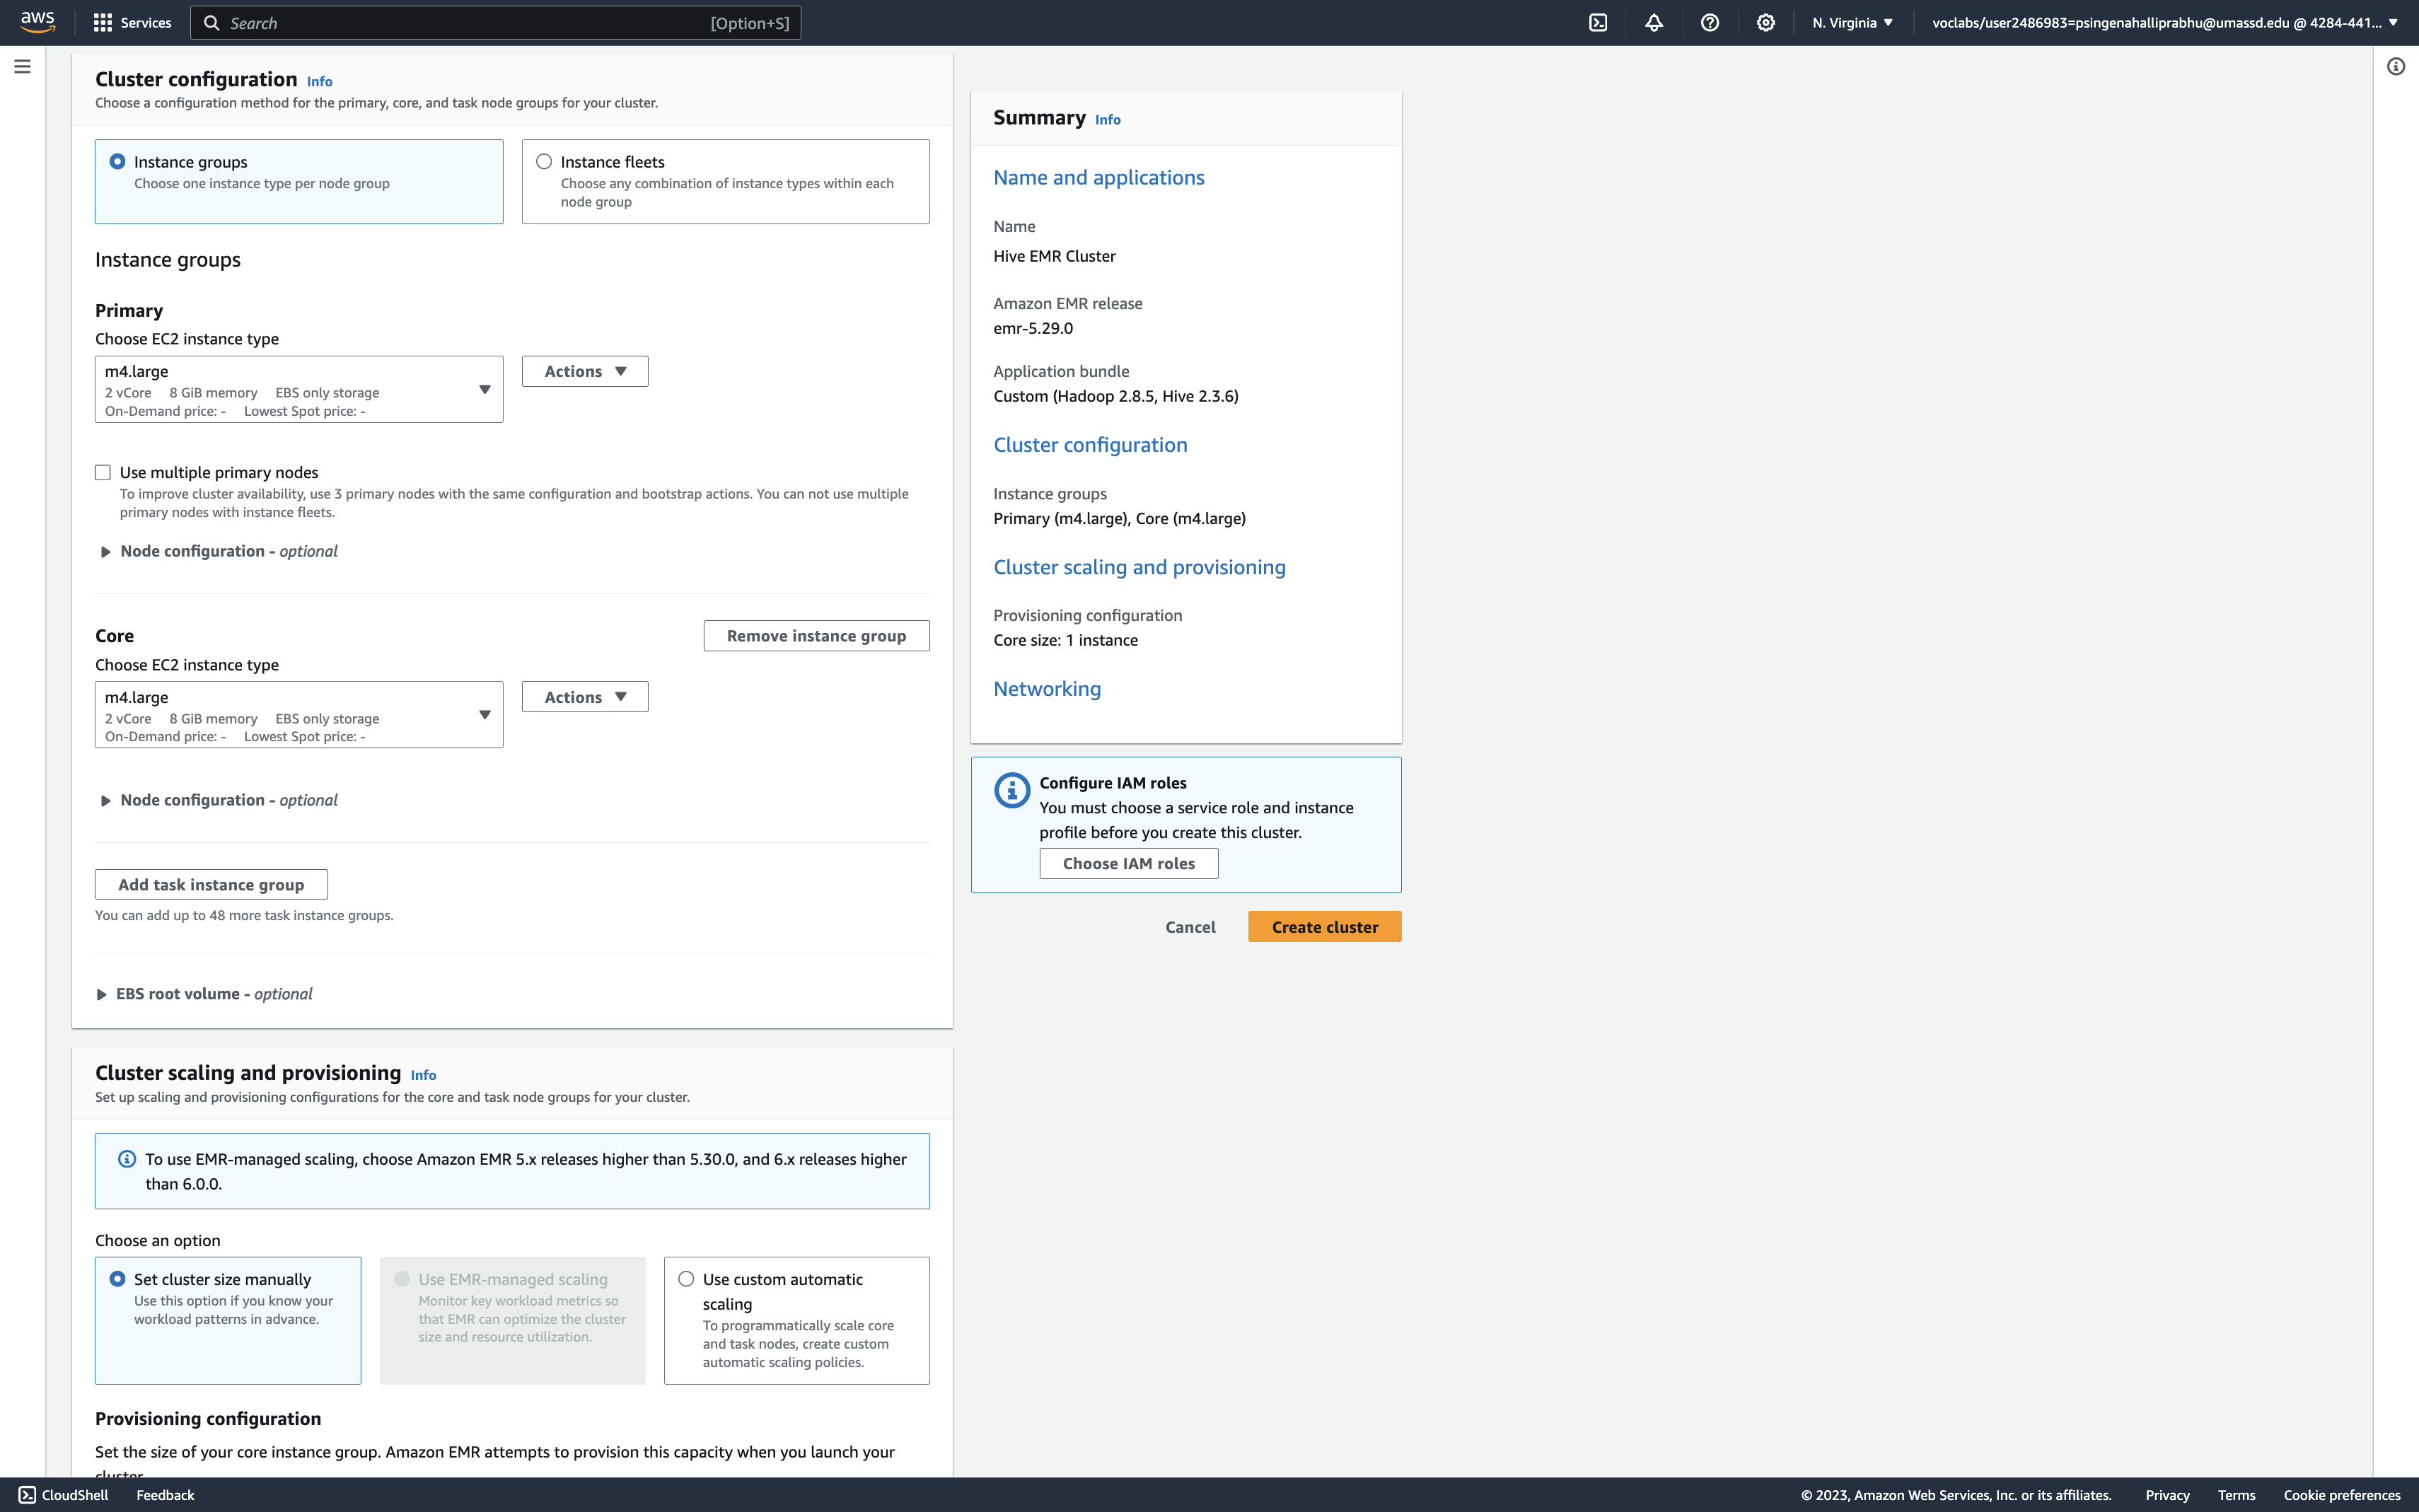 aws
Services
Search
[Option+S]
N. Virginia
voclabs/user2486983=psingenahalliprabhu@umassd.edu @ 4284-441...
Cluster configuration Info
Choose a configuration method for the primary, core, and task node groups for your cluster.
Instance groups
Choose one instance type per node group
Instance fleets
Choose any combination of instance types within each
node group
Instance groups
Primary
Choose EC2 instance type
m4.large
2 vCore 8 GiB memory EBS only storage
On-Demand price: - Lowest Spot price: -
Actions
Use multiple primary nodes
To improve cluster availability, use 3 primary nodes with the same configuration and bootstrap actions. You can not use multiple
primary nodes with instance fleets.
Node configuration - optional
Core
Remove instance group
Choose EC2 instance type
m4.large
2 vCore 8 GiB memory EBS only storage
On-Demand price: - Lowest Spot price: -
Actions
Node configuration - optional
Add task instance group
You can add up to 48 more task instance groups.
EBS root volume - optional
Cluster scaling and provisioning Info
Set up scaling and provisioning configurations for the core and task node groups for your cluster.
To use EMR-managed scaling, choose Amazon EMR 5.x releases higher than 5.30.0, and 6.x releases higher
than 6.0.0.
Choose an option
Set cluster size manually
Use this option if you know your
workload patterns in advance.
Use EMR-managed scaling
Monitor key workload metrics so
that EMR can optimize the cluster
size and resource utilization.
Use custom automatic
scaling
To programmatically scale core
and task nodes, create custom
automatic scaling policies.
Provisioning configuration
Set the size of your core instance group. Amazon EMR attempts to provision this capacity when you launch your
cluster.
Summary Info
Name and applications
Name
Hive EMR Cluster
Amazon EMR release
emr-5.29.0
Application bundle
Custom (Hadoop 2.8.5, Hive 2.3.6)
Cluster configuration
Instance groups
Primary (m4.large), Core (m4.large)
Cluster scaling and provisioning
Provisioning configuration
Core size: 1 instance
Networking
Configure IAM roles
You must choose a service role and instance
profile before you create this cluster.
Choose IAM roles
Cancel
Create cluster
CloudShell
Feedback
© 2023, Amazon Web Services, Inc. or its affiliates.
Privacy
Terms
Cookie preferences